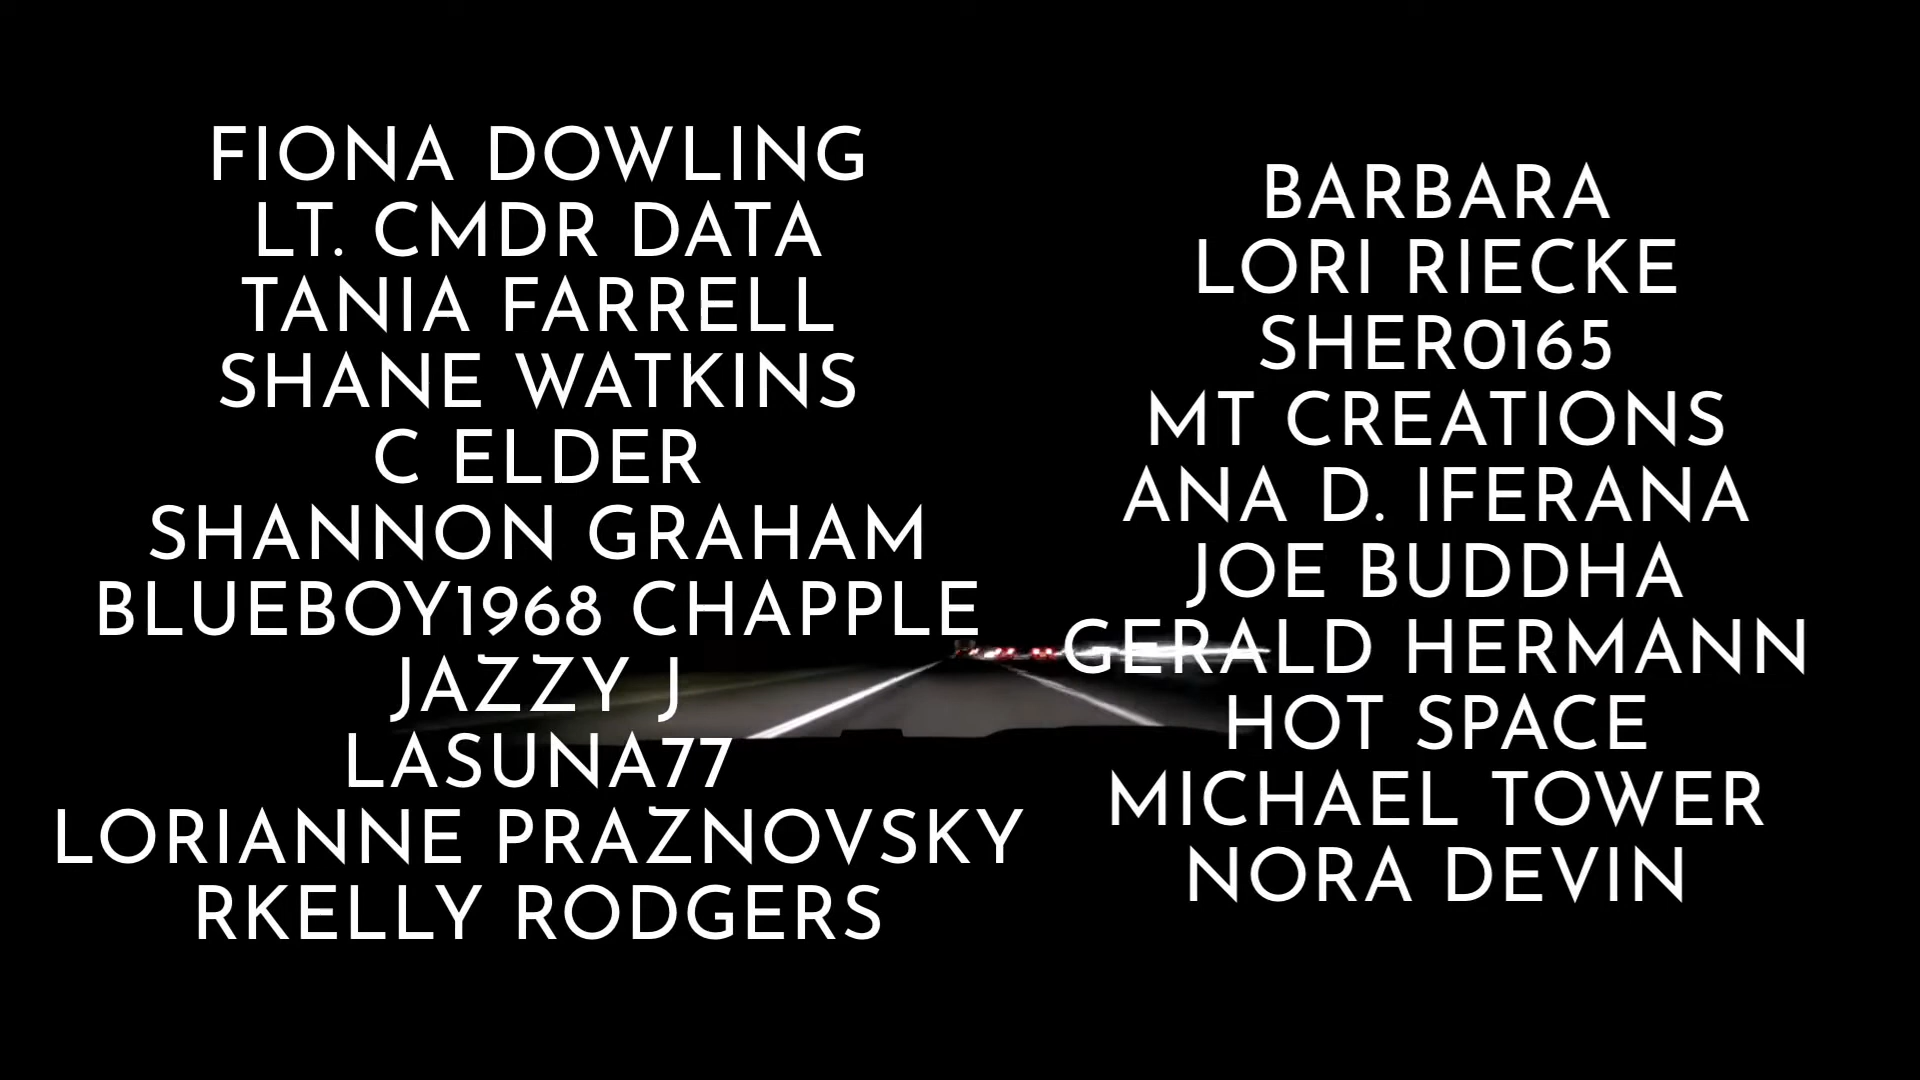 FIONA DOWLING
LT. CMDR DATA
TANIA FARRELL
SHANE WATKINS
C ELDER
SHANNON GRAHAM
BLUEBOY1968 CHAPPLE
JAZZY J
LASUNA77
LORIANNE PRAZNOVSKY
RKELLY RODGERS
BARBARA
LORI RIECKE
SHER0165
MT CREATIONS
ANA D. IFERANA
JOE BUDDHA
GERALD HERMANN
HOT SPACE
MICHAEL TOWER
NORA DEVIN